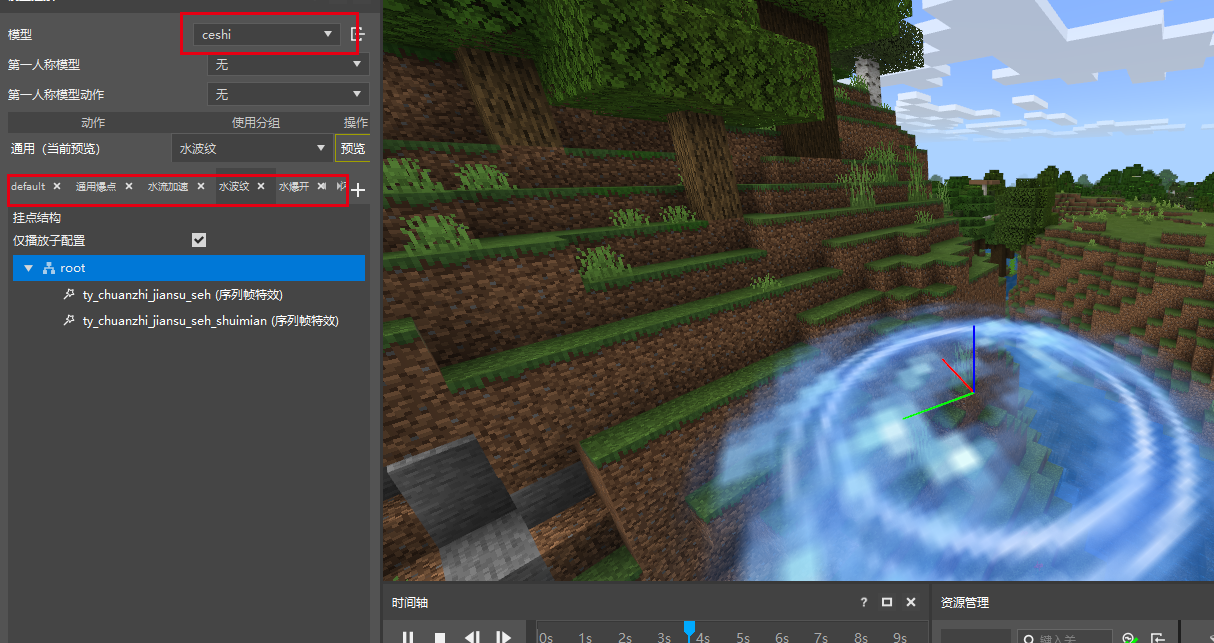 模型 ceshi
第一人称模型 无
第一人称模型动作 无
动作 使用分组 操作
通用（当前预览） 水波纹 预览
default × 通用爆点 × 水流加速 × 水波纹 × 水爆开 × +
挂点结构
仅播放子配置
root
ty_chuanzhi_jiansu_seh (序列帧特效)
ty_chuanzhi_jiansu_seh_shuimian (序列帧特效)
时间轴 ? ×
0s 1s 2s 3s 4s 5s 6s 7s 8s 9s
资源管理
键入关